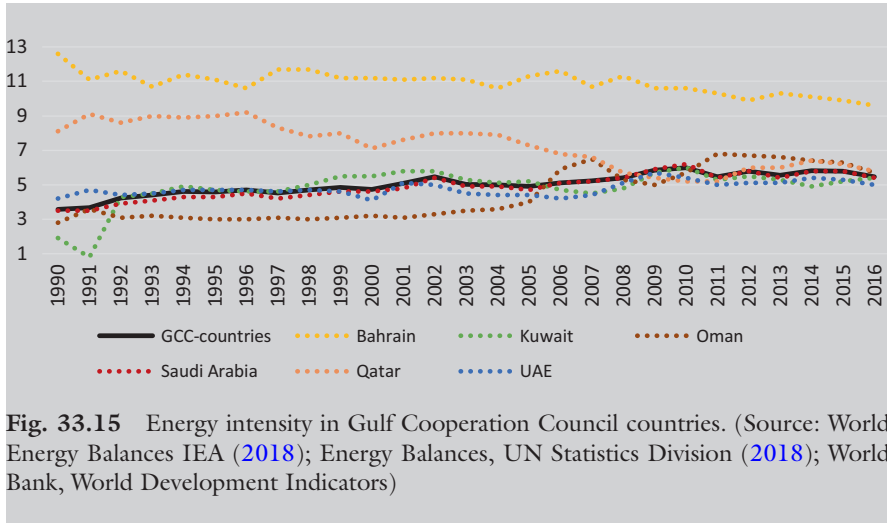 13
11
9
7
5
3
1
1990 1991 1992 1993 1994 1995 1996 1997 1998 1999 2000 2001 2002 2003 2004 2005 2006 2007 2008 2009 2010 2011 2012 2013 2014 2015 2016
GCC-countries Bahrain Kuwait Oman
Saudi Arabia Qatar UAE
Fig. 33.15 Energy intensity in Gulf Cooperation Council countries. (Source: World
Energy Balances IEA (2018); Energy Balances, UN Statistics Division (2018); World
Bank, World Development Indicators)